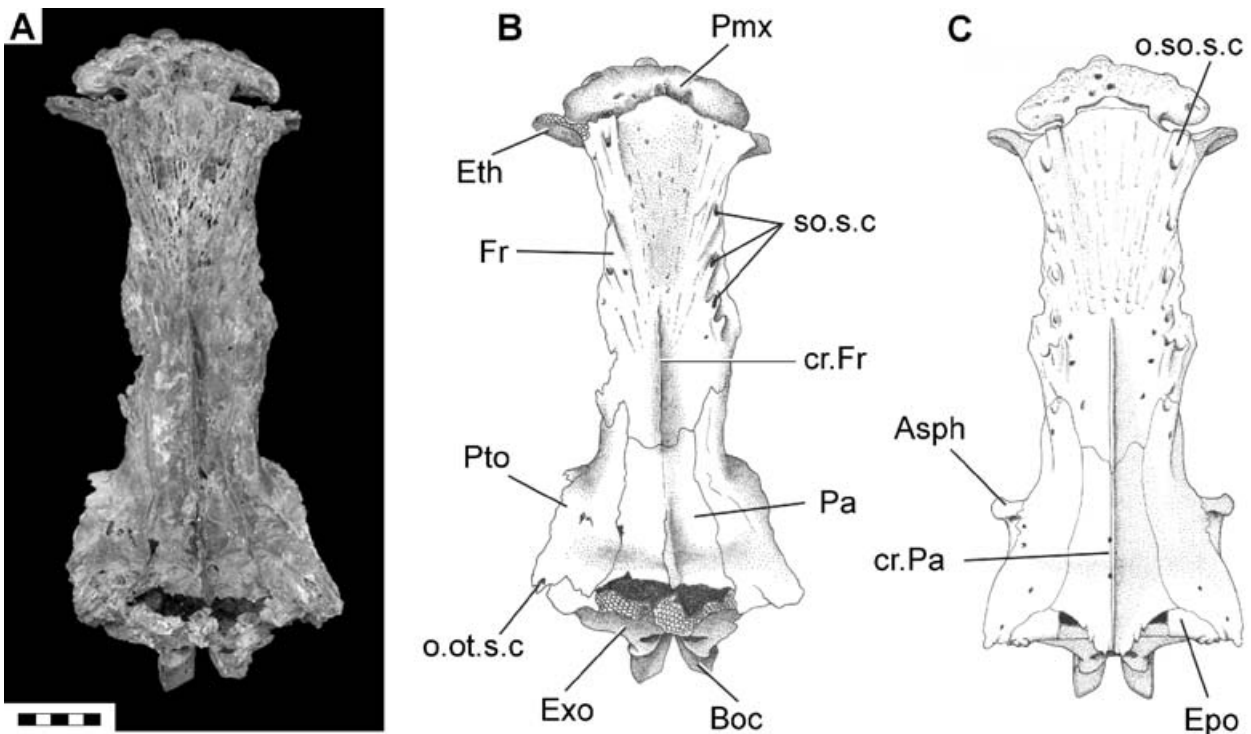 A
B
Pmx
Eth
Fr
so.s.c
cr.Fr
Pto
Pa
o.ot.s.c
Exo
Boc
C
o.so.s.c
Asph
cr.Pa
Epo